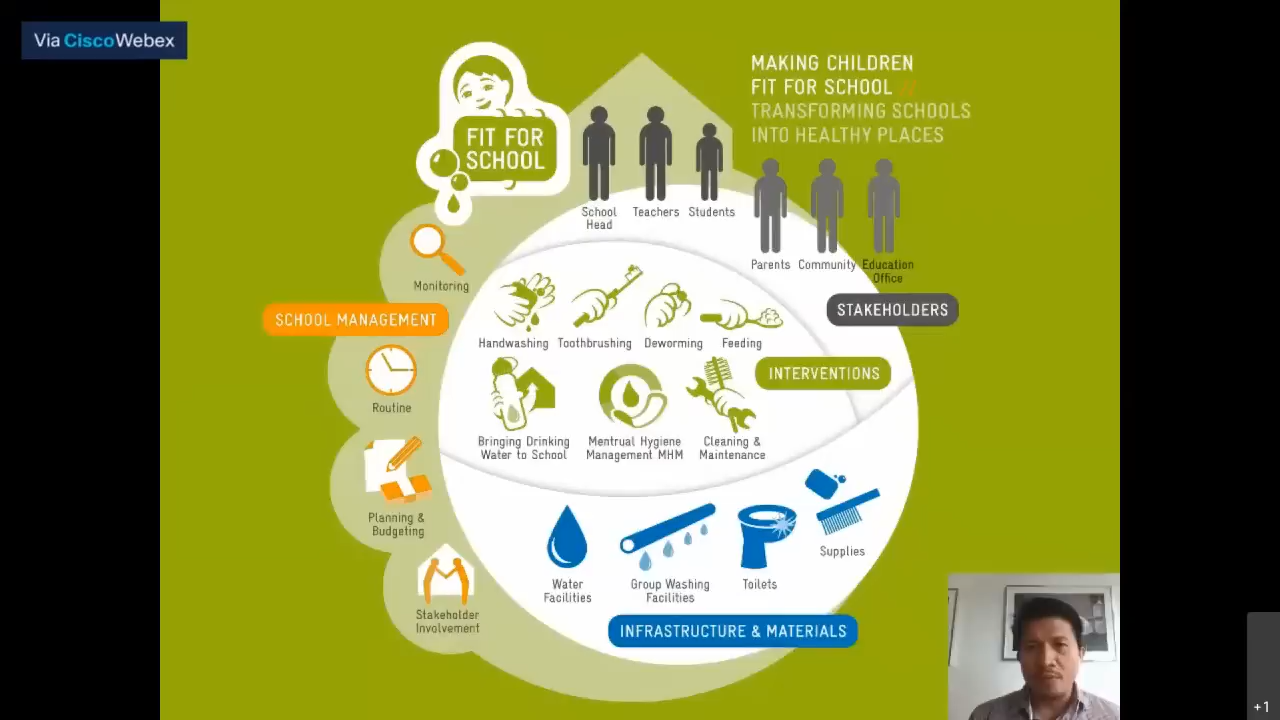 Via CiscoWebex
FIT FOR
SCHOOL
MAKING CHILDREN
FIT FOR SCHOOL //
TRANSFORMING SCHOOLS
INTO HEALTHY PLACES
School
Head
Teachers
Students
Parents
Community
Education
Office
STAKEHOLDERS
Monitoring
SCHOOL MANAGEMENT
Routine
Planning &
Budgeting
Stakeholder
Involvement
Handwashing
Toothbrushing
Deworming
Feeding
INTERVENTIONS
Bringing Drinking
Water to School
Mentrual Hygiene
Management MHM
Cleaning &
Maintenance
Water
Facilities
Group Washing
Facilities
Toilets
Supplies
INFRASTRUCTURE & MATERIALS
+1